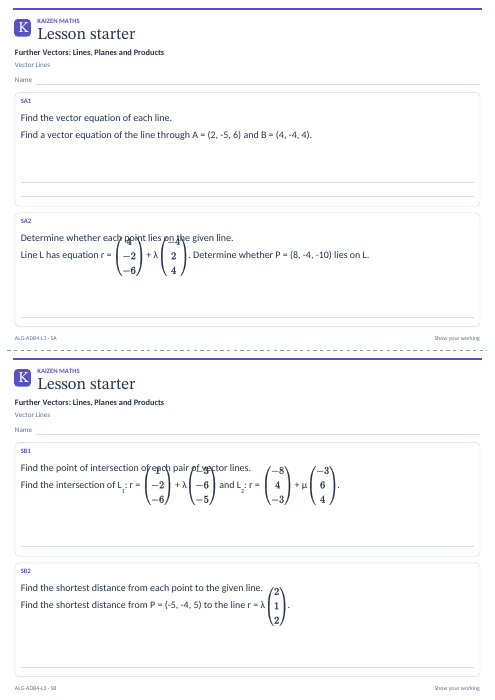 K KAIZEN MATHS
Lesson starter
Further Vectors: Lines, Planes and Products
Vector Lines
Name
SA1
Find the vector equation of each line.
Find a vector equation of the line through A = (2, -5, 6) and B = (4, -4, 4).
SA2
Determine whether each point lies on the given line.
Line L has equation r = (4 −2 −6) + λ (−4 2 4). Determine whether P = (8, -4, -10) lies on L.
ALG-ADB4-L3 - SA Show your working
K KAIZEN MATHS
Lesson starter
Further Vectors: Lines, Planes and Products
Vector Lines
Name
SB1
Find the point of intersection of each pair of vector lines.
Find the intersection of L₁: r = (1 −2 −6) + λ ( −6 −5) and L₂: r = (−8 4 −3) + μ (−3 6 4).
SB2
Find the shortest distance from each point to the given line.
Find the shortest distance from P = (-5, -4, 5) to the line r = λ (2 1 2).
ALG-ADB4-L3 - SB Show your working